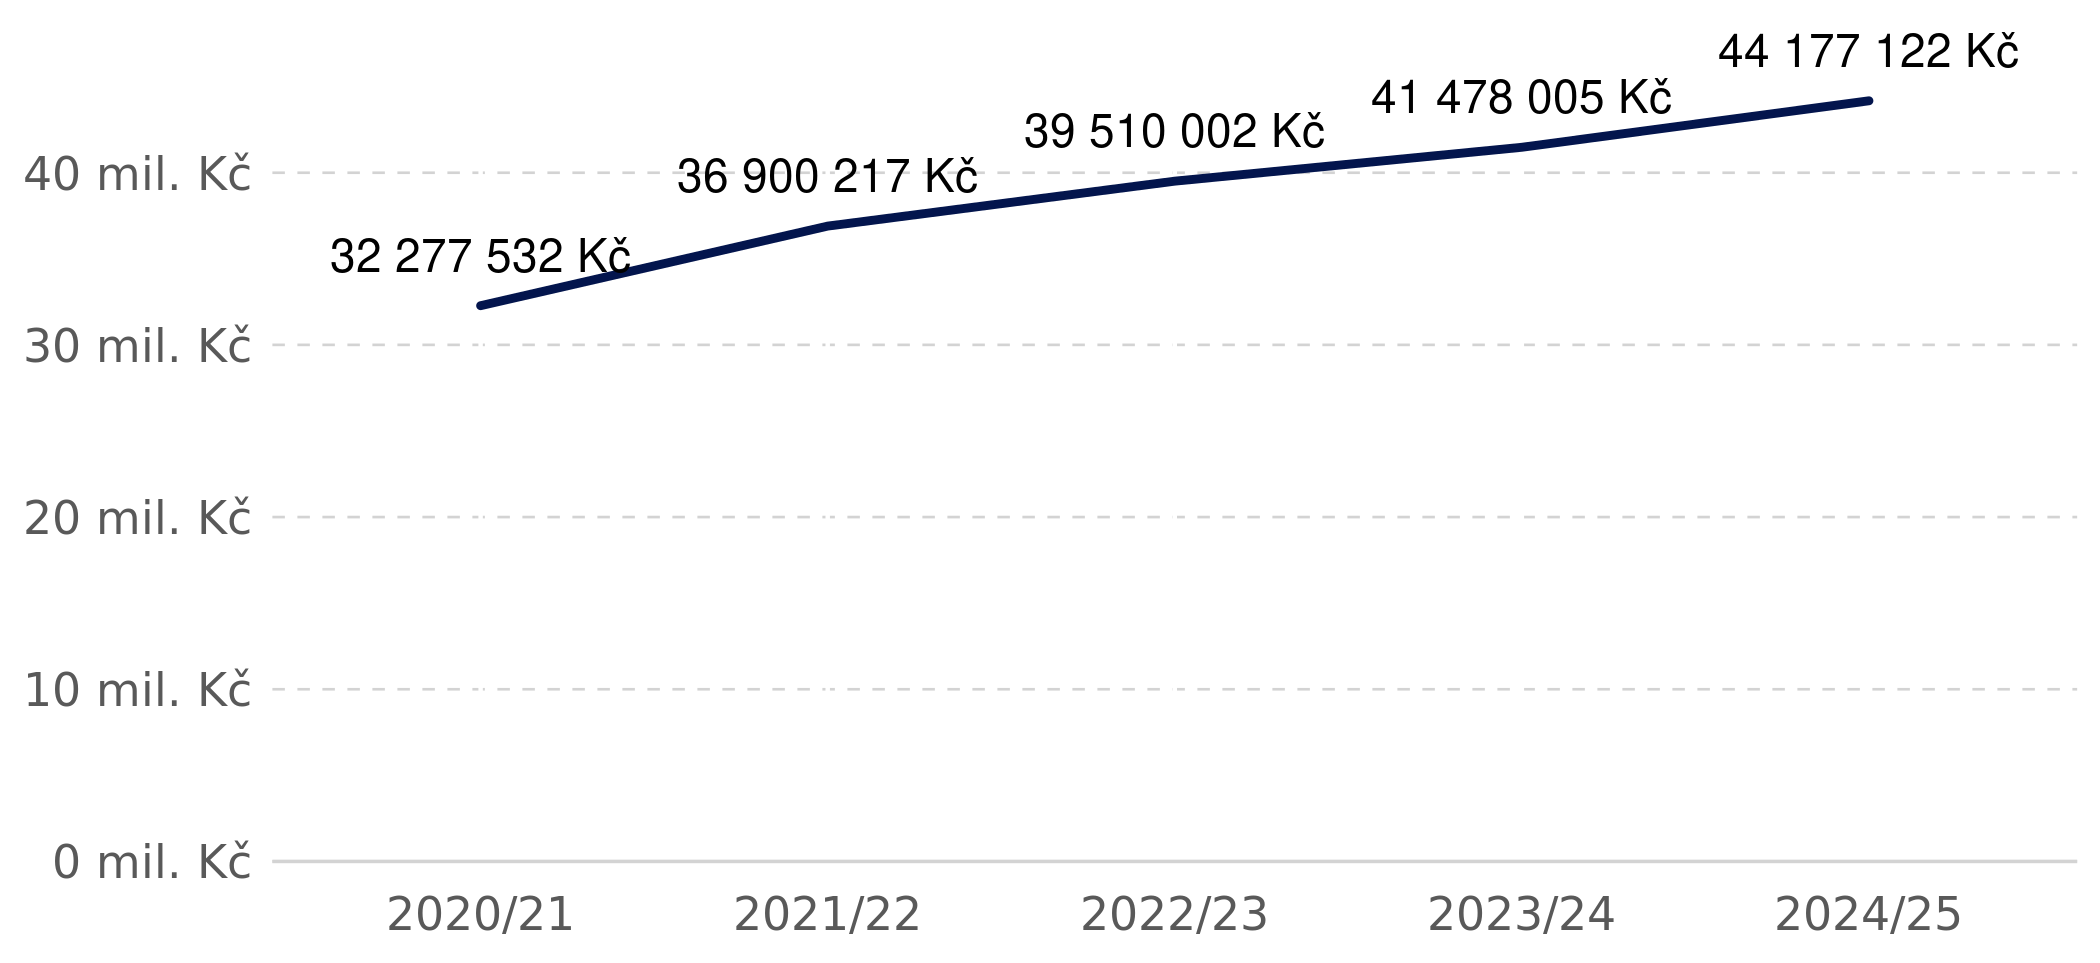 44 177 122 Kč
41 478 005 Kč
39 510 002 Kč
40 mil. Kč
36 900 217 Kč
32 277 532 Kč
30 mil. Kč
20 mil. Kč
10 mil. Kč
0 mil. Kč
2020/21
2021/22
2022/23
2023/24
2024/25